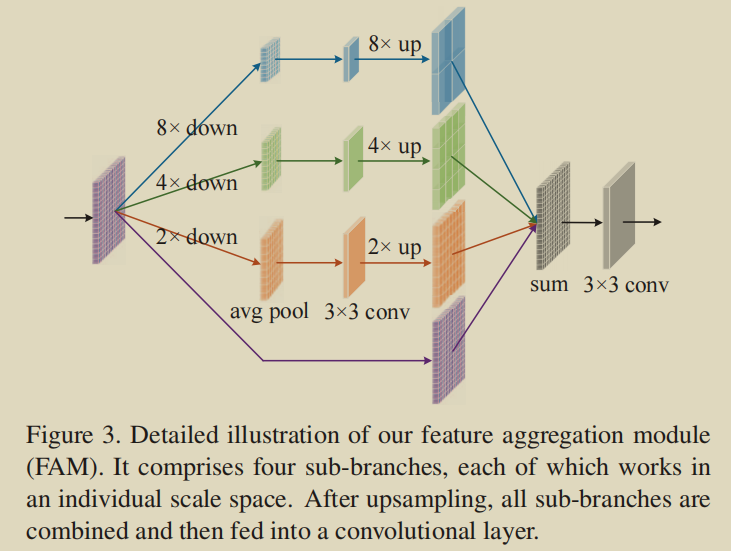 8× up
8× down
4× up
4× down
2× down
2× up
avg pool 3×3 conv
sum 3×3 conv
Figure 3. Detailed illustration of our feature aggregation module
(FAM). It comprises four sub-branches, each of which works in
an individual scale space. After upsampling, all sub-branches are
combined and then fed into a convolutional layer.